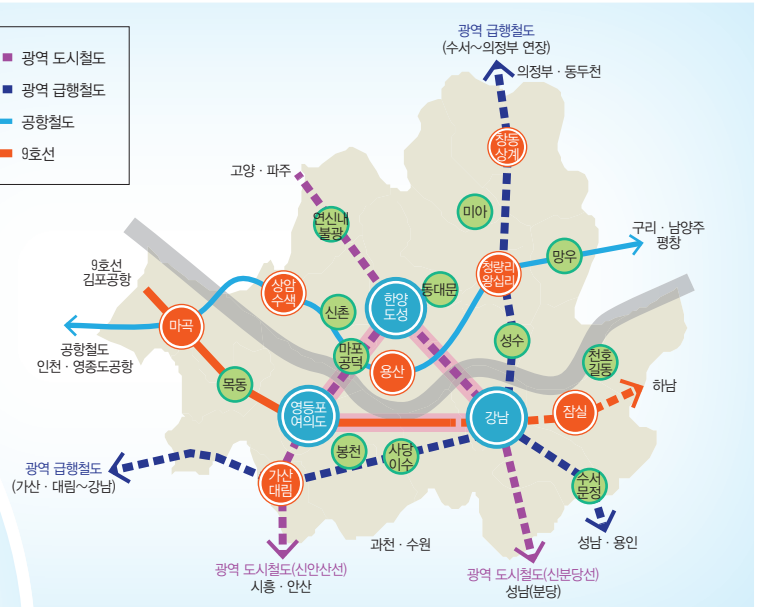 광역 도시철도
광역 급행철도
공항철도
9호선
광역 급행철도
(수서~의정부 연장)
의정부 · 동두천
창동
상계
고양 · 파주
연신내
불광
미아
구리 · 남양주
평창
망우
청량리
왕십리
9호선
김포공항
상암
수색
한양
도성
동대문
신촌
마곡
마포
공덕
용산
성수
공항철도
인천 · 영종도공항
천호
길동
목동
하남
영등포
여의도
강남
잠실
봉천
사당
이수
광역 급행철도
(가산 · 대림~강남)
가산
대림
수서
문정
과천 · 수원
성남 · 용인
광역 도시철도(신안산선)
시흥 · 안산
광역 도시철도(신분당선)
성남(분당)